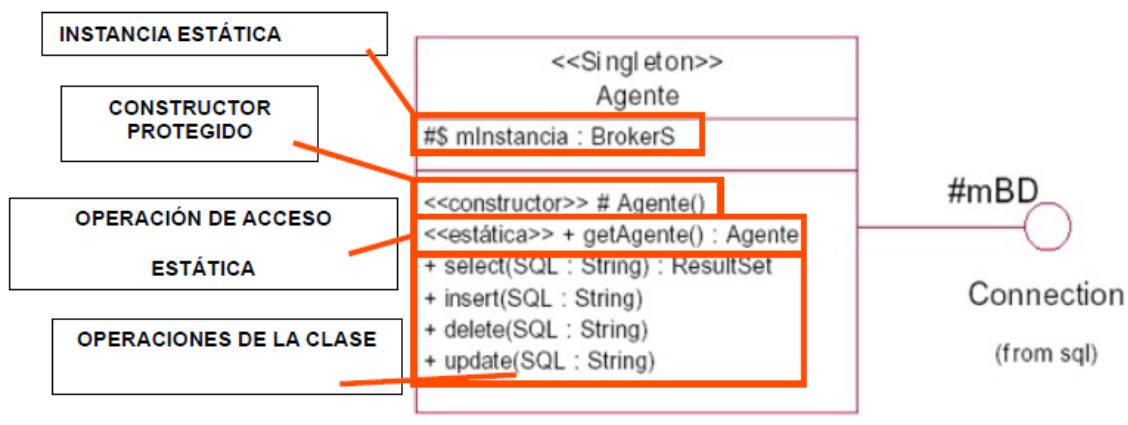 INSTANCIA ESTÁTICA
CONSTRUCTOR
PROTEGIDO
OPERACIÓN DE ACCESO
ESTÁTICA
OPERACIONES DE LA CLASE
<<Singleton>>
Agente
#$ mInstancia : BrokerS
<<constructor>> # Agente()
<<estática>> + getAgente() : Agente
+ select(SQL : String) : ResultSet
+ insert(SQL : String)
+ delete(SQL : String)
+ update(SQL : String)
#mBD
Connection
(from sql)